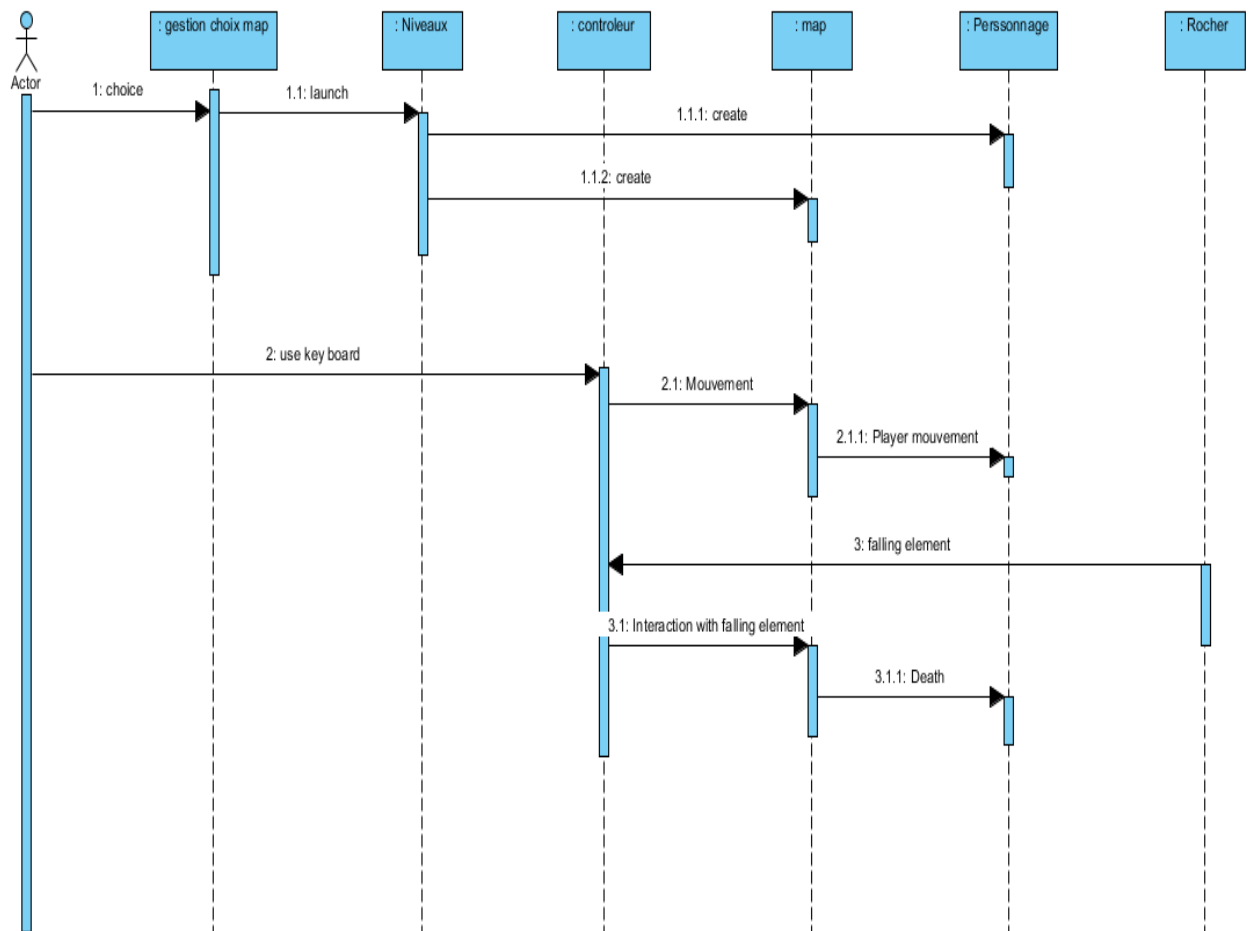 : gestion choix map
: Niveaux
: controleur
: map
: Perssonnage
: Rocher
Actor
1: choice
1.1: launch
1.1.1: create
1.1.2: create
2: use key board
2.1: Mouvement
2.1.1: Player mouvement
3: falling element
3.1: Interaction with falling element
3.1.1: Death